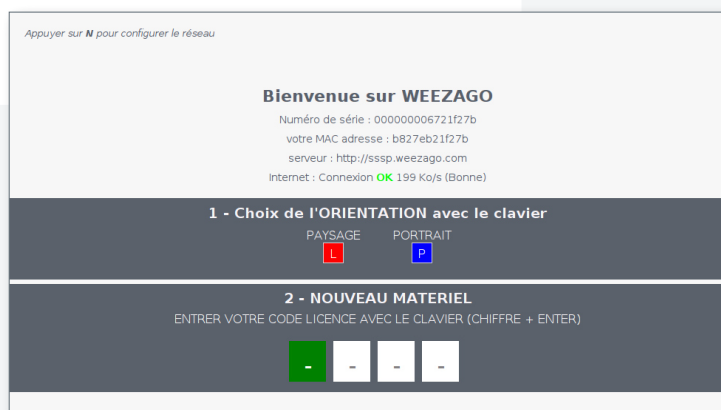 Appuyer sur N pour configurer le réseau
Bienvenue sur WEEZAGO
Numéro de série : 000000006721f27b
votre MAC adresse : b827eb21f27b
serveur : http://sssp.weezago.com
Internet : Connexion OK 199 Ko/s (Bonne)
1 - Choix de l'ORIENTATION avec le clavier
PAYSAGE PORTRAIT
L P
2 - NOUVEAU MATERIEL
ENTRER VOTRE CODE LICENCE AVEC LE CLAVIER (CHIFFRE + ENTER)
- - - -